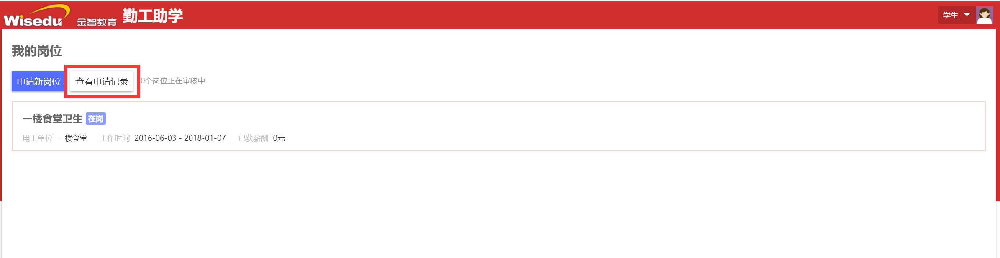 Wisedu 金智教育 勤工助学 学生
我的岗位
申请新岗位 查看申请记录 0个岗位正在审核中
一楼食堂卫生 在岗
用工单位 一楼食堂 工作时间 2016-06-03 - 2018-01-07 已获薪酬 0元